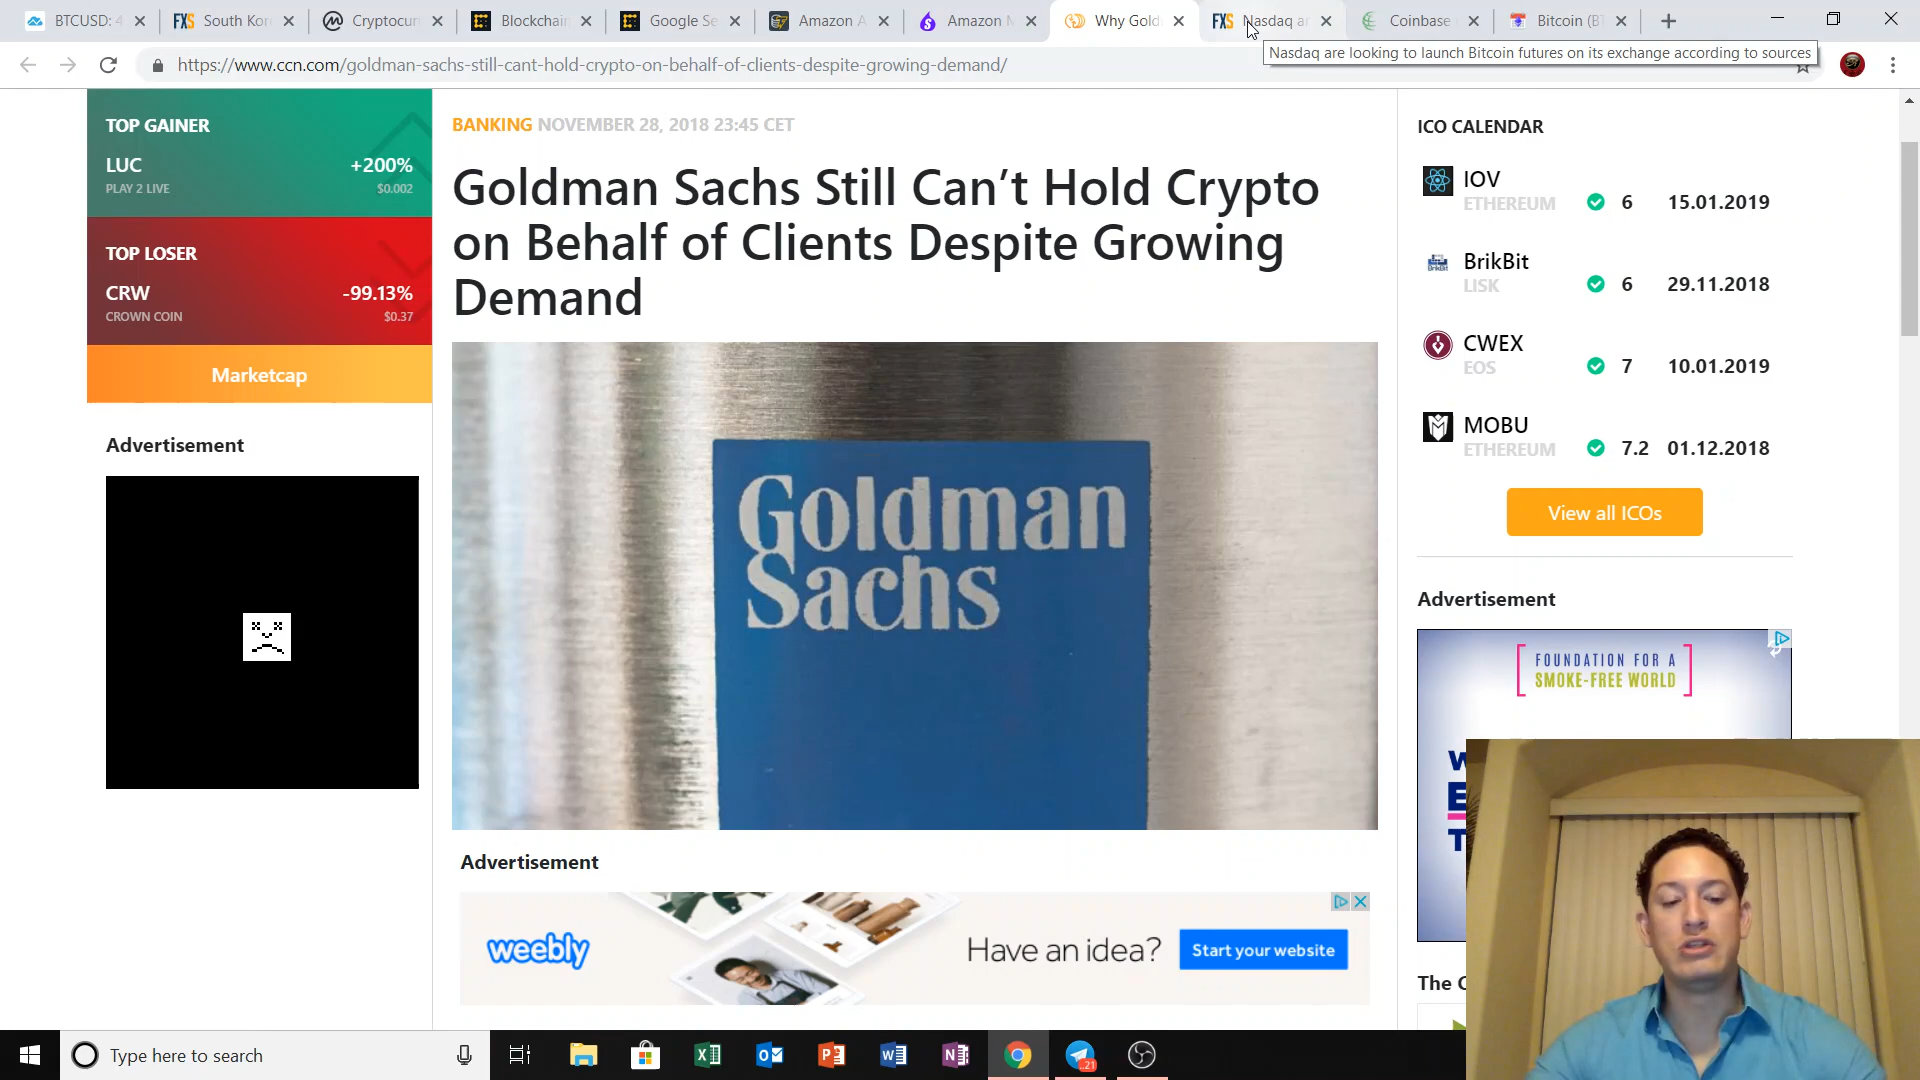 BTCUSD: 4
South Kor
Cryptocur
Blockchain
Google Se
Amazon A
Amazon M
Why Gold
Nasdaq ar
Coinbase
Bitcoin (BT
https://www.ccn.com/goldman-sachs-still-cant-hold-crypto-on-behalf-of-clients-despite-growing-demand/
Nasdaq are looking to launch Bitcoin futures on its exchange according to sources
TOP GAINER
LUC +200%
PLAY 2 LIVE $0.002
TOP LOSER
CRW -99.13%
CROWN COIN $0.37
Marketcap
Advertisement
BANKING NOVEMBER 28, 2018 23:45 CET
Goldman Sachs Still Can’t Hold Crypto
on Behalf of Clients Despite Growing
Demand
Goldman
Sachs
Advertisement
weebly
Have an idea?
Start your website
ICO CALENDAR
IOV
ETHEREUM 6 15.01.2019
BrikBit
LISK 6 29.11.2018
CWEX
EOS 7 10.01.2019
MOBU
ETHEREUM 7.2 01.12.2018
View all ICOs
Advertisement
FOUNDATION FOR A
SMOKE-FREE WORLD
The
Type here to search